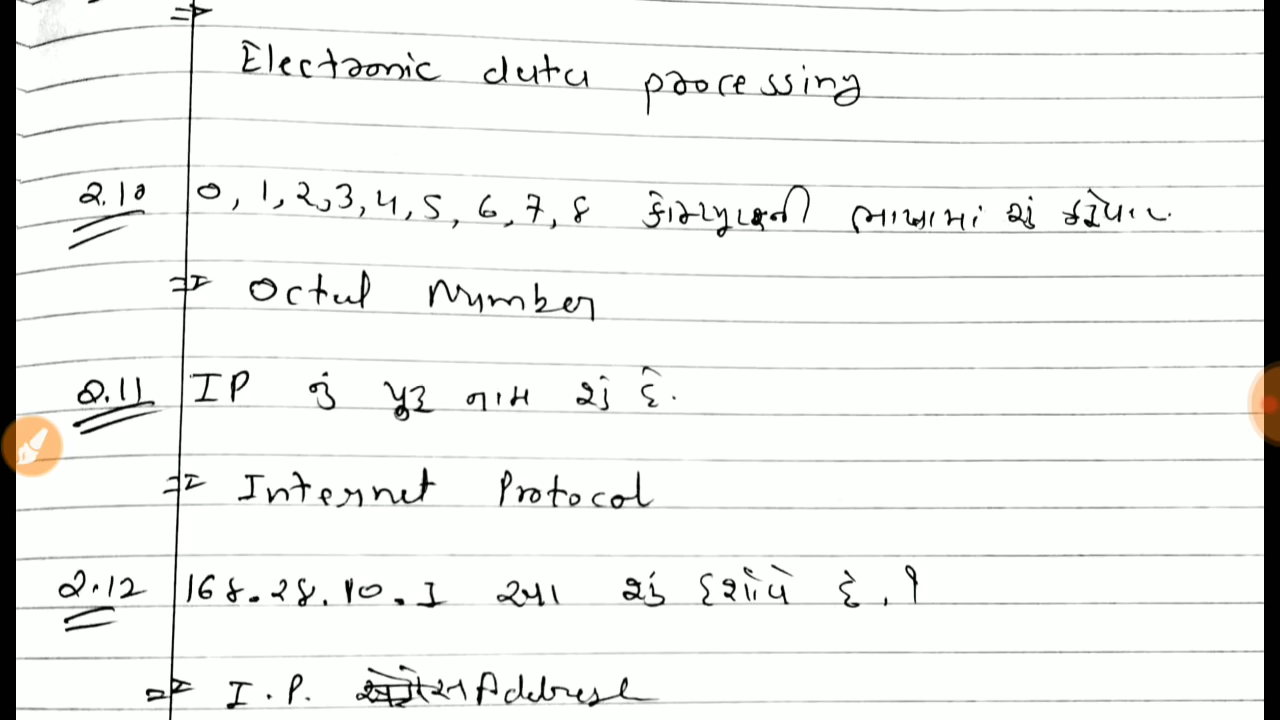 ⇒
Electronic data processing
Q.10 0, 1, 2, 3, 4, 5, 6, 7, 8 કોમ્પ્યુટરની ભાષામાં શું કહેવાય.
⇒ Octal Number
Q.11 IP નું પુરુ નામ શું છે.
⇒ Internet Protocol
Q.12 168.28.10.1 શું દર્શાવે છે.?
⇒ I.P. Address